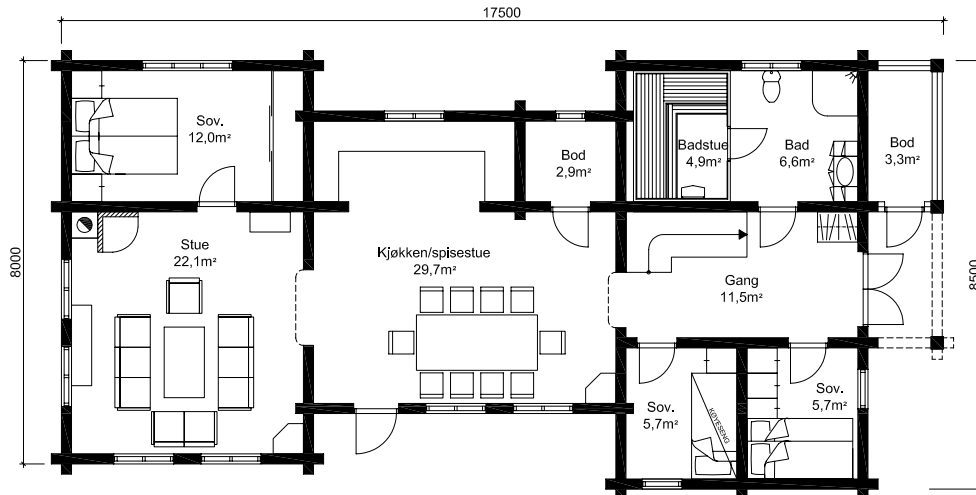 17500
8000
8500
Sov.
12,0m²
Bod
2,9m²
Badstue
4,9m²
Bad
6,6m²
Bod
3,3m²
Stue
22,1m²
Kjøkken/spisestue
29,7m²
Gang
11,5m²
Sov.
5,7m²
KØYESENG
Sov.
5,7m²